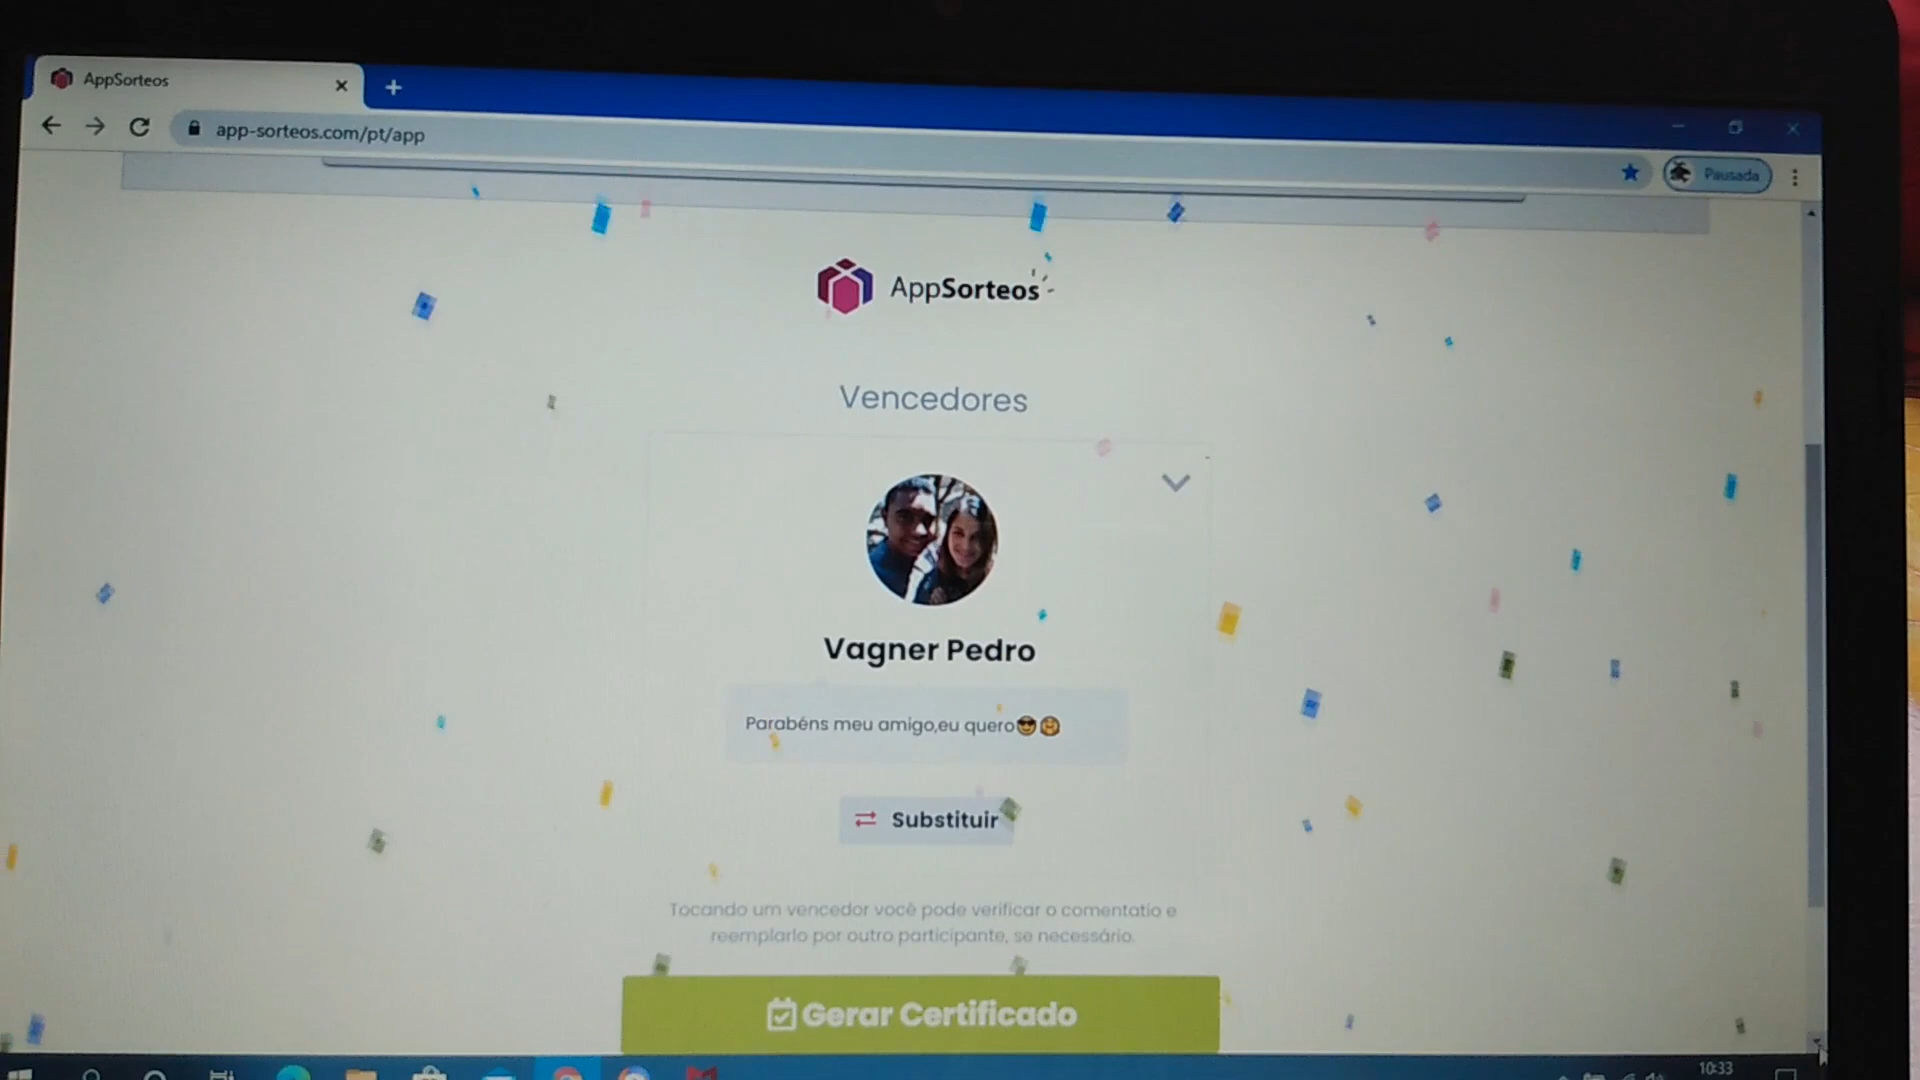 AppSorteos
app-sorteos.com/pt/app
Pausada
AppSorteos
Vencedores
Vagner Pedro
Parabéns meu amigo,eu quero😎🤗
Substituir
Tocando um vencedor você pode verificar o comentatio e
reemplarlo por outro participante, se necessário.
Gerar Certificado
10:33